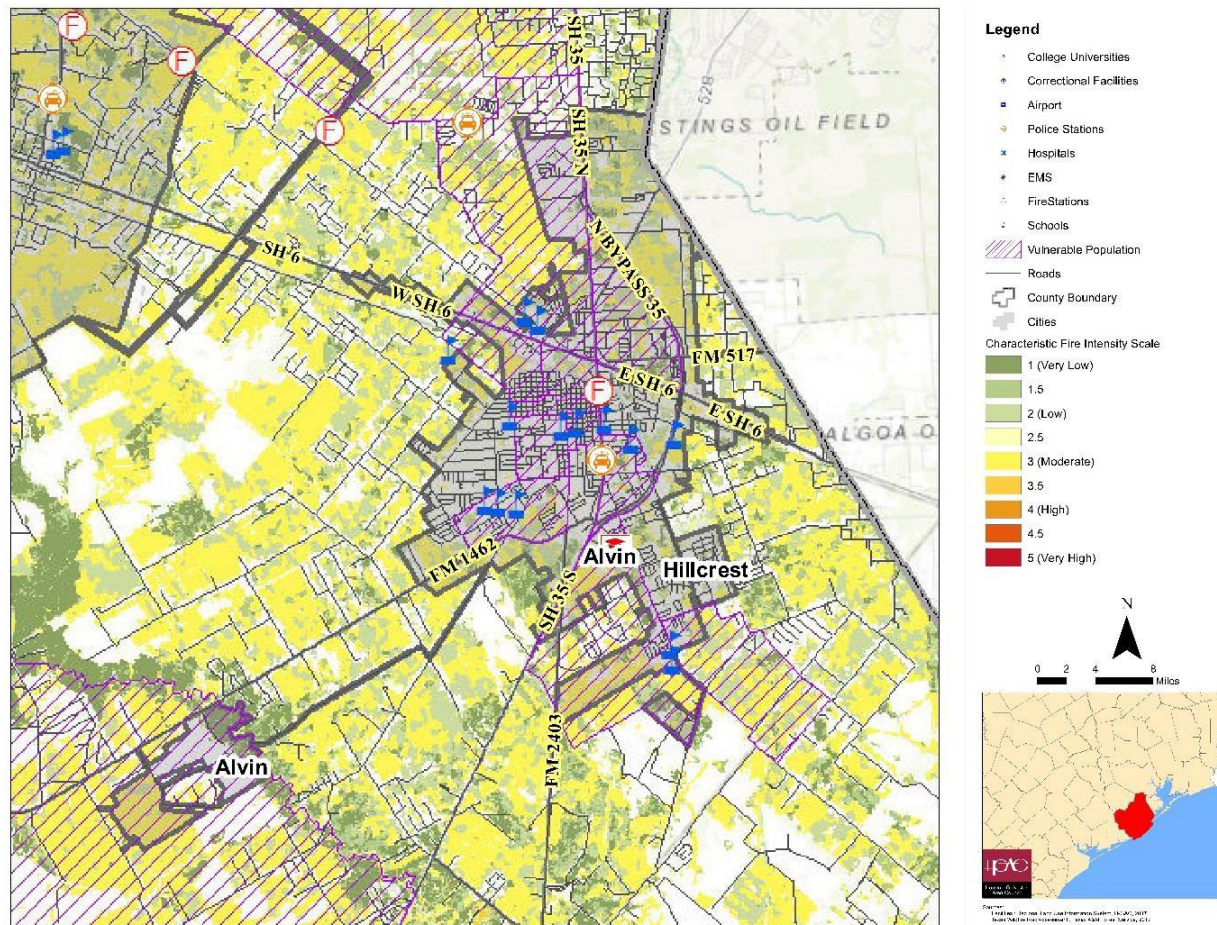 SH 35
528
STINGS OIL FIELD
SH 35 N
N BYPASS 35
SH 6
W SH 6
FM 517
E SH 6
E SH 6
ALGOA O
FM 1462
Alvin
Hillcrest
SH 35 S
FM 2403
Alvin
F
F
F
F
Legend
College Universities
Correctional Facilities
Airport
Police Stations
Hospitals
EMS
FireStations
Schools
Vulnerable Population
Roads
County Boundary
Cities
Characteristic Fire Intensity Scale
1 (Very Low)
1.5
2 (Low)
2.5
3 (Moderate)
3.5
4 (High)
4.5
5 (Very High)
N
0 2 4 6
Miles
Sources: